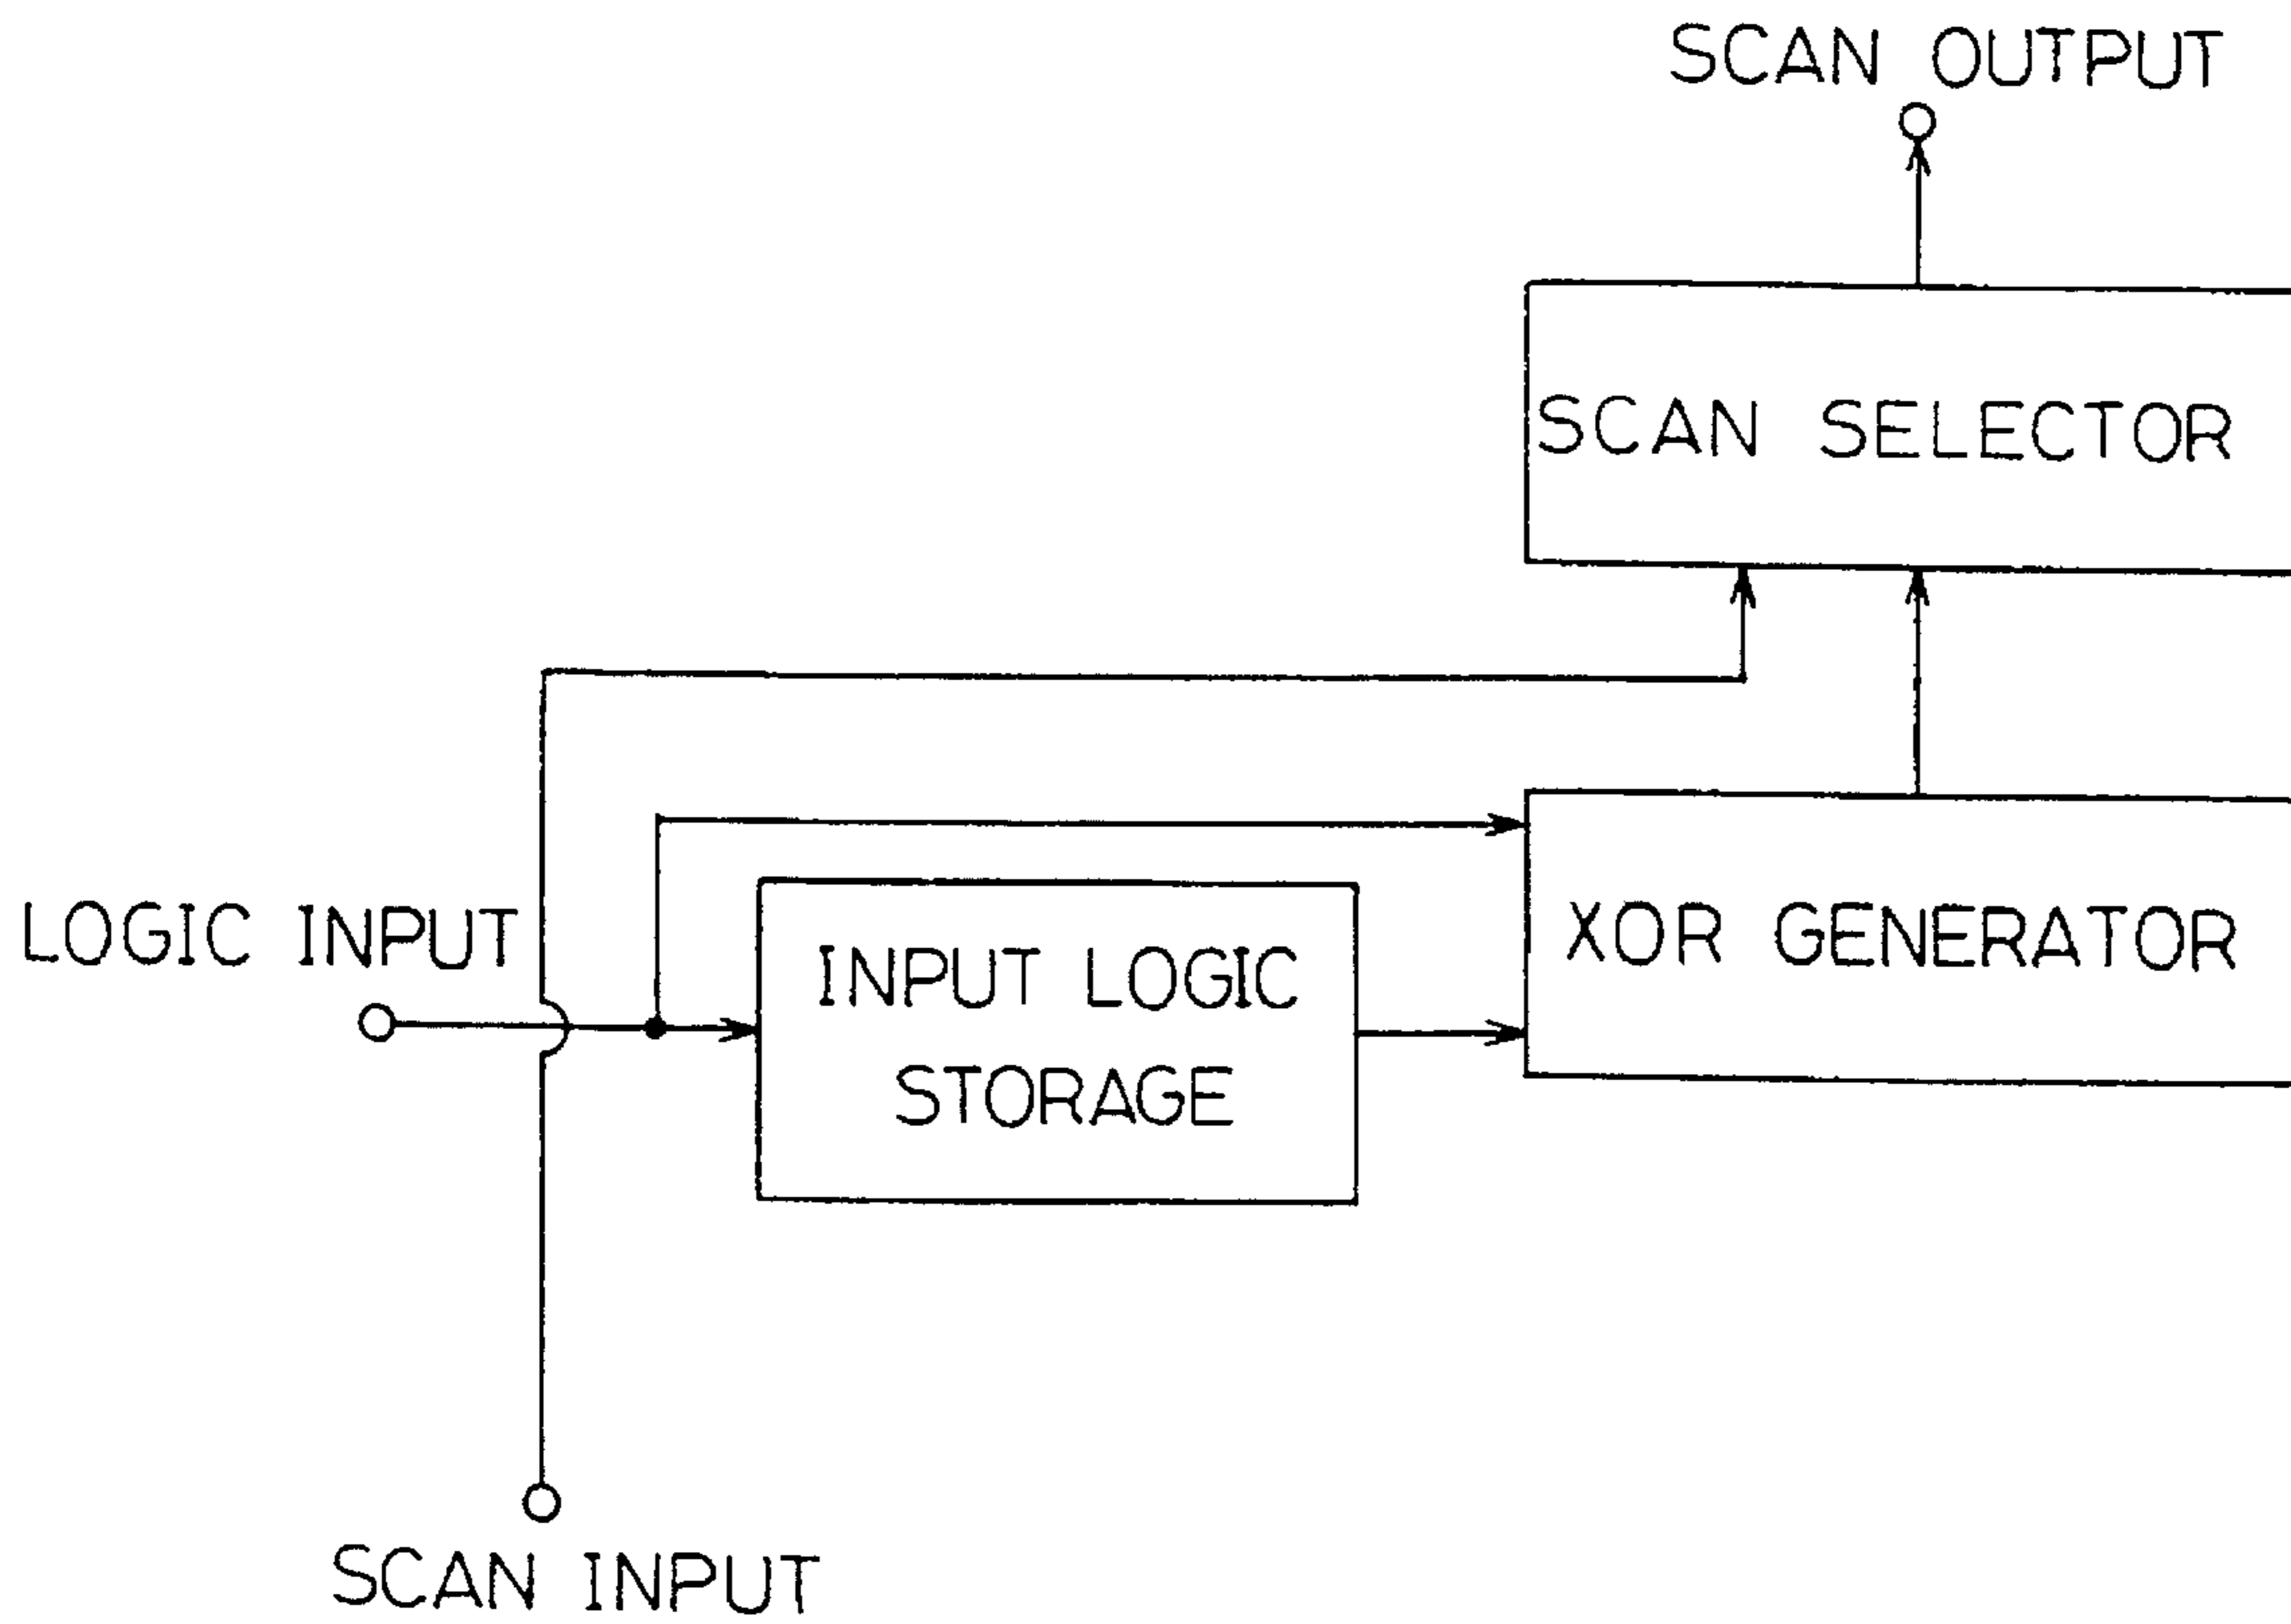 SCAN OUTPUT
SCAN SELECTOR
LOGIC INPUT
INPUT LOGIC
STORAGE
XOR GENERATOR
SCAN INPUT